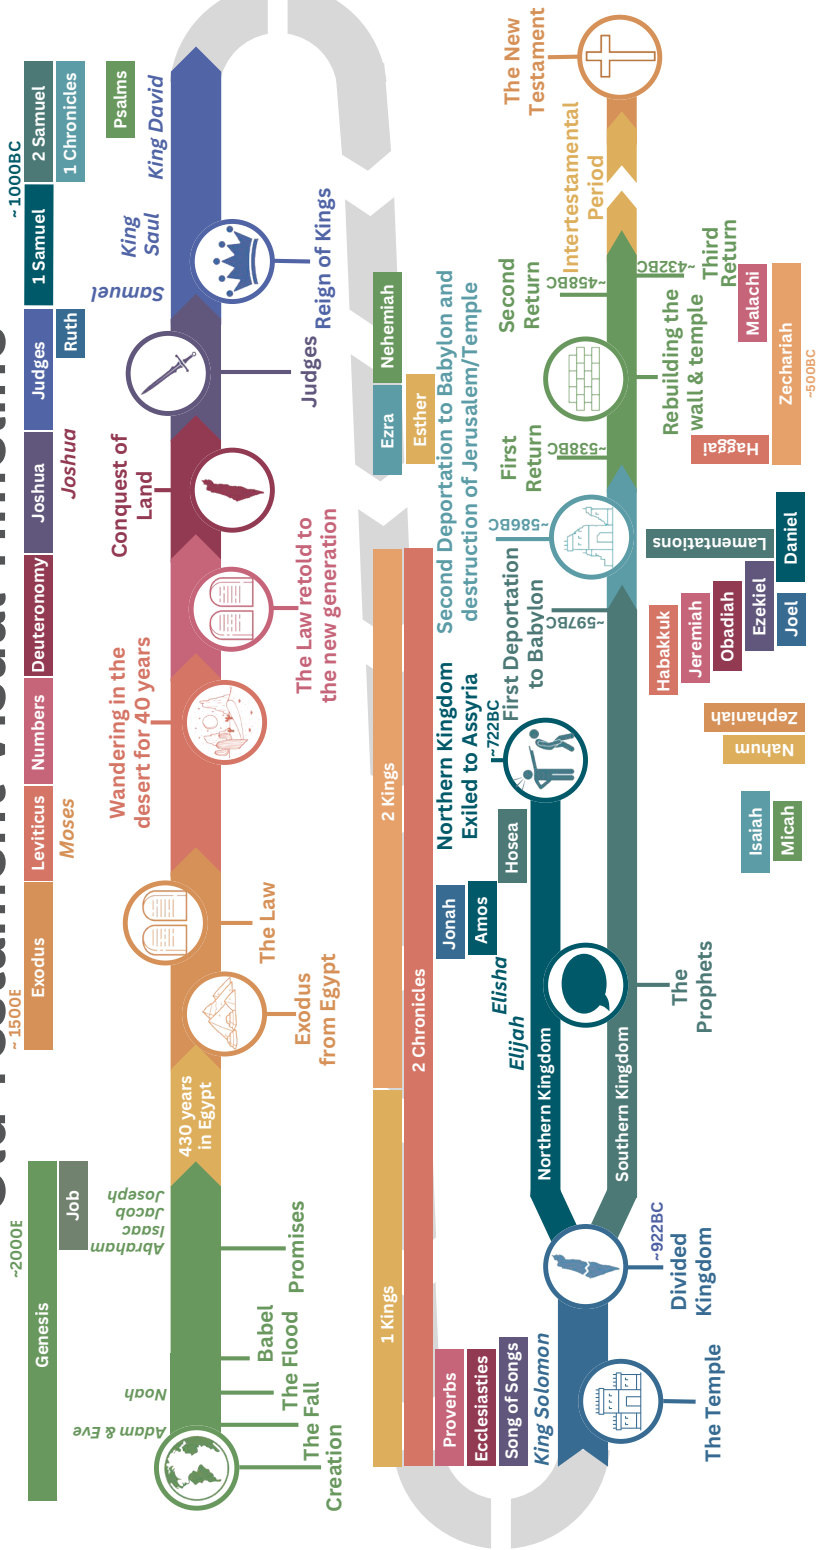 Old Testament Visual Timeline
~2000B
~ 1500B
~ 1000BC
Genesis
Exodus
Leviticus
Numbers
Deuteronomy
Joshua
Judges
1 Samuel
2 Samuel
Job
Moses
Joshua
Ruth
1 Chronicles
Psalms
Adam & Eve
Noah
Abraham
Isaac
Jacob
Joseph
Wandering in the
desert for 40 years
Conquest of
Land
Samuel
King
Saul
King David
430 years
in Egypt
Creation
The Fall
The Flood
Babel
Promises
Exodus
from Egypt
The Law
The Law retold to
the new generation
Judges
Reign of Kings
1 Kings
2 Kings
Ezra
Nehemiah
2 Chronicles
Esther
Proverbs
Ecclesiasties
Song of Songs
King Solomon
Jonah
Amos
Hosea
Elijah
Elisha
Northern Kingdom
Exiled to Assyria
~722BC
Second Deportation to Babylon and
destruction of Jerusalem/Temple
~586BC
First Deportation
to Babylon
~597BC
First
Return
~538BC
Second
Return
~458BC
Intertestamental
Period
The New
Testament
Northern Kingdom
Southern Kingdom
~432BC
Third
Return
The Temple
~922BC
Divided
Kingdom
The
Prophets
Rebuilding the
wall & temple
Isaiah
Micah
Nahum
Zephaniah
Habakkuk
Jeremiah
Obadiah
Ezekiel
Joel
Lamentations
Daniel
Haggai
Zechariah
Malachi
~500BC